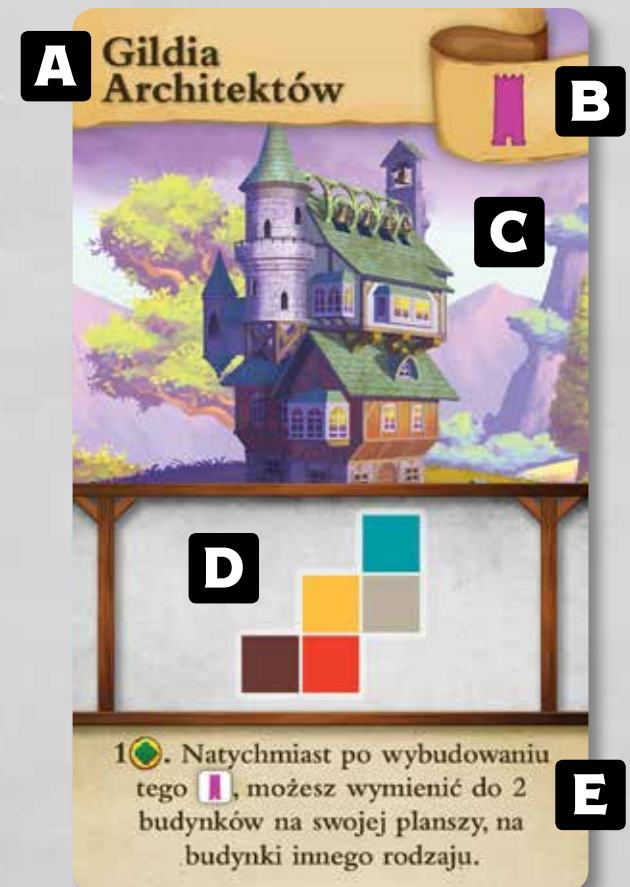 A
Gildia
Architektów
B
C
D
1. Natychmiast po wybudowaniu
tego , możesz wymienić do 2
budynków na swojej planszy, na
budynki innego rodzaju.
E